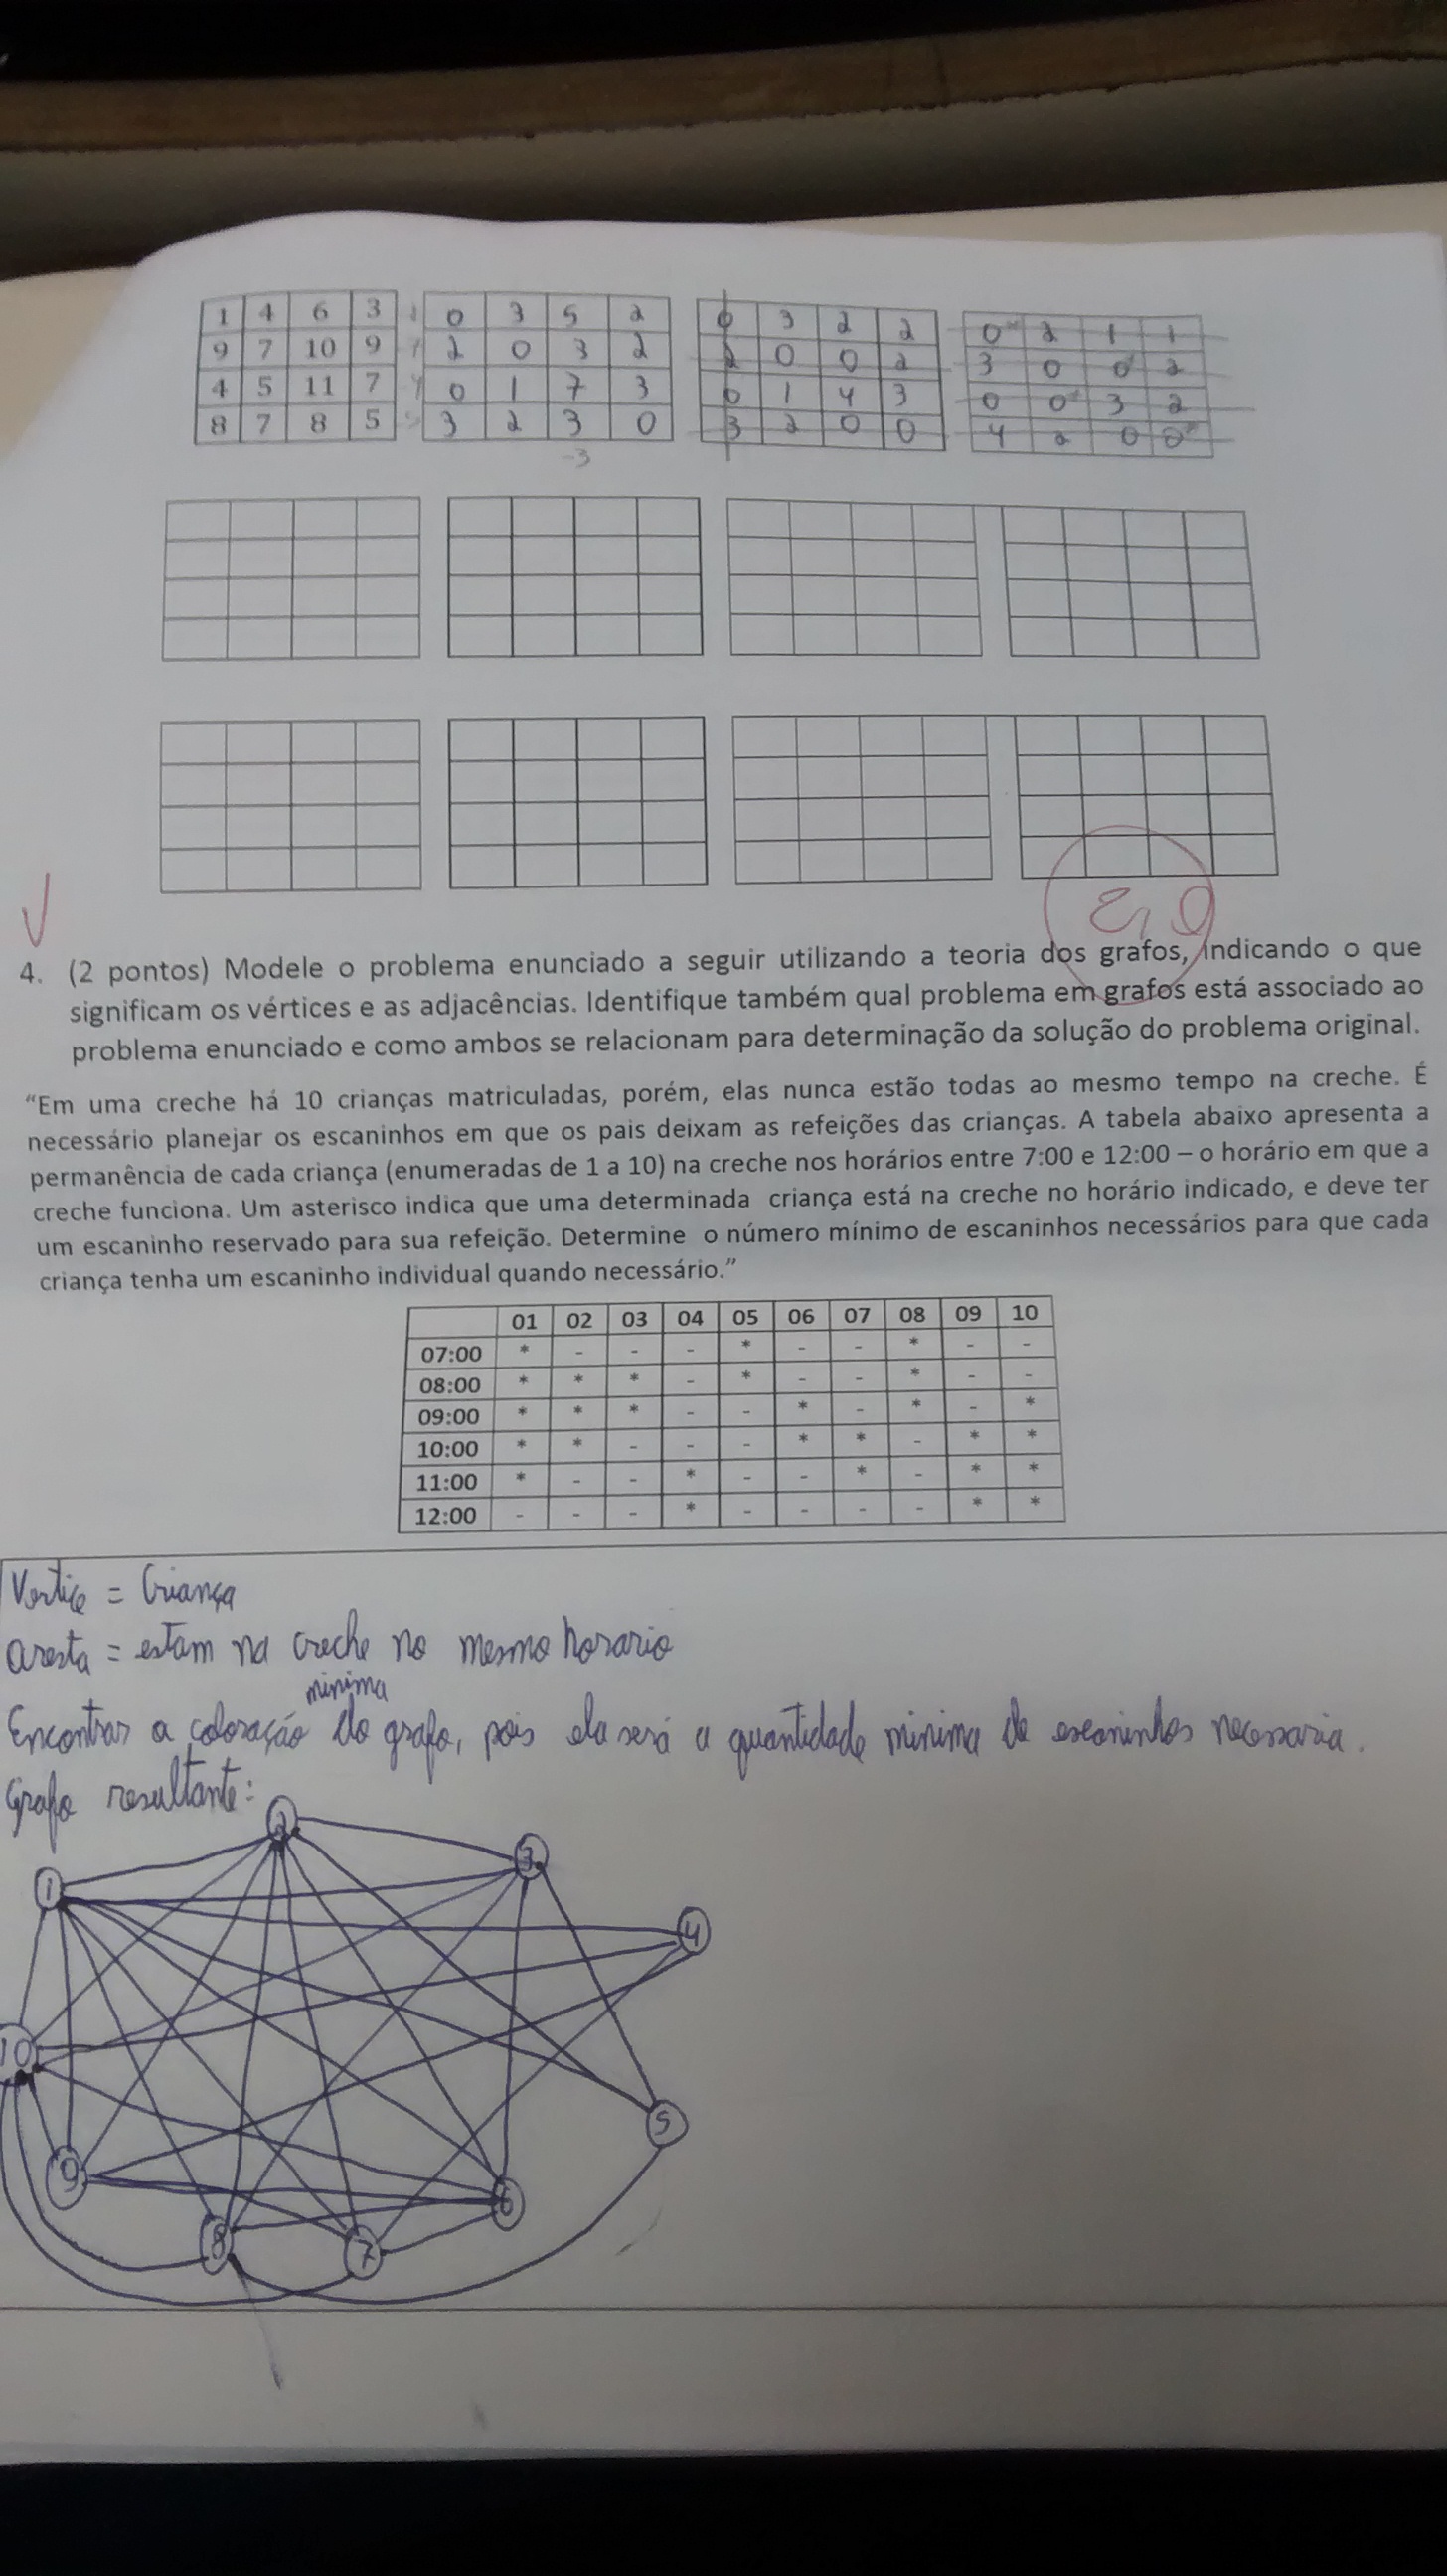 1 4 6 3 1 0 3 5 2 0 3 2 2 0* 2 1 1
9 7 10 9 7 2 0 3 2 2 0 0 2 3 0 0* 2
4 5 11 7 4 0 1 7 3 0 1 4 3 0 0* 3 2
8 7 8 5 5 3 2 3 0 3 2 0 0 4 2 0 0*
-3
2,0
4. (2 pontos) Modele o problema enunciado a seguir utilizando a teoria dos grafos, indicando o que
significam os vértices e as adjacências. Identifique também qual problema em grafos está associado ao
problema enunciado e como ambos se relacionam para determinação da solução do problema original.
“Em uma creche há 10 crianças matriculadas, porém, elas nunca estão todas ao mesmo tempo na creche. É
necessário planejar os escaninhos em que os pais deixam as refeições das crianças. A tabela abaixo apresenta a
permanência de cada criança (enumeradas de 1 a 10) na creche nos horários entre 7:00 e 12:00 – o horário em que a
creche funciona. Um asterisco indica que uma determinada criança está na creche no horário indicado, e deve ter
um escaninho reservado para sua refeição. Determine o número mínimo de escaninhos necessários para que cada
criança tenha um escaninho individual quando necessário.”
01 02 03 04 05 06 07 08 09 10
07:00 * - - - * - - * - -
08:00 * * * - * - - * - -
09:00 * * * - - * - * - *
10:00 * * - - - * * - * *
11:00 * - - * - - * - * *
12:00 - - - * - - - - * *
Vertice = Criança
aresta = estam na creche no mesmo horario
minima
Encontrar a coloração do grafo, pois ela será a quantidade minima de escaninhos necessaria.
Grafo resultante:
2
3
1
4
10
5
9
6
8
7